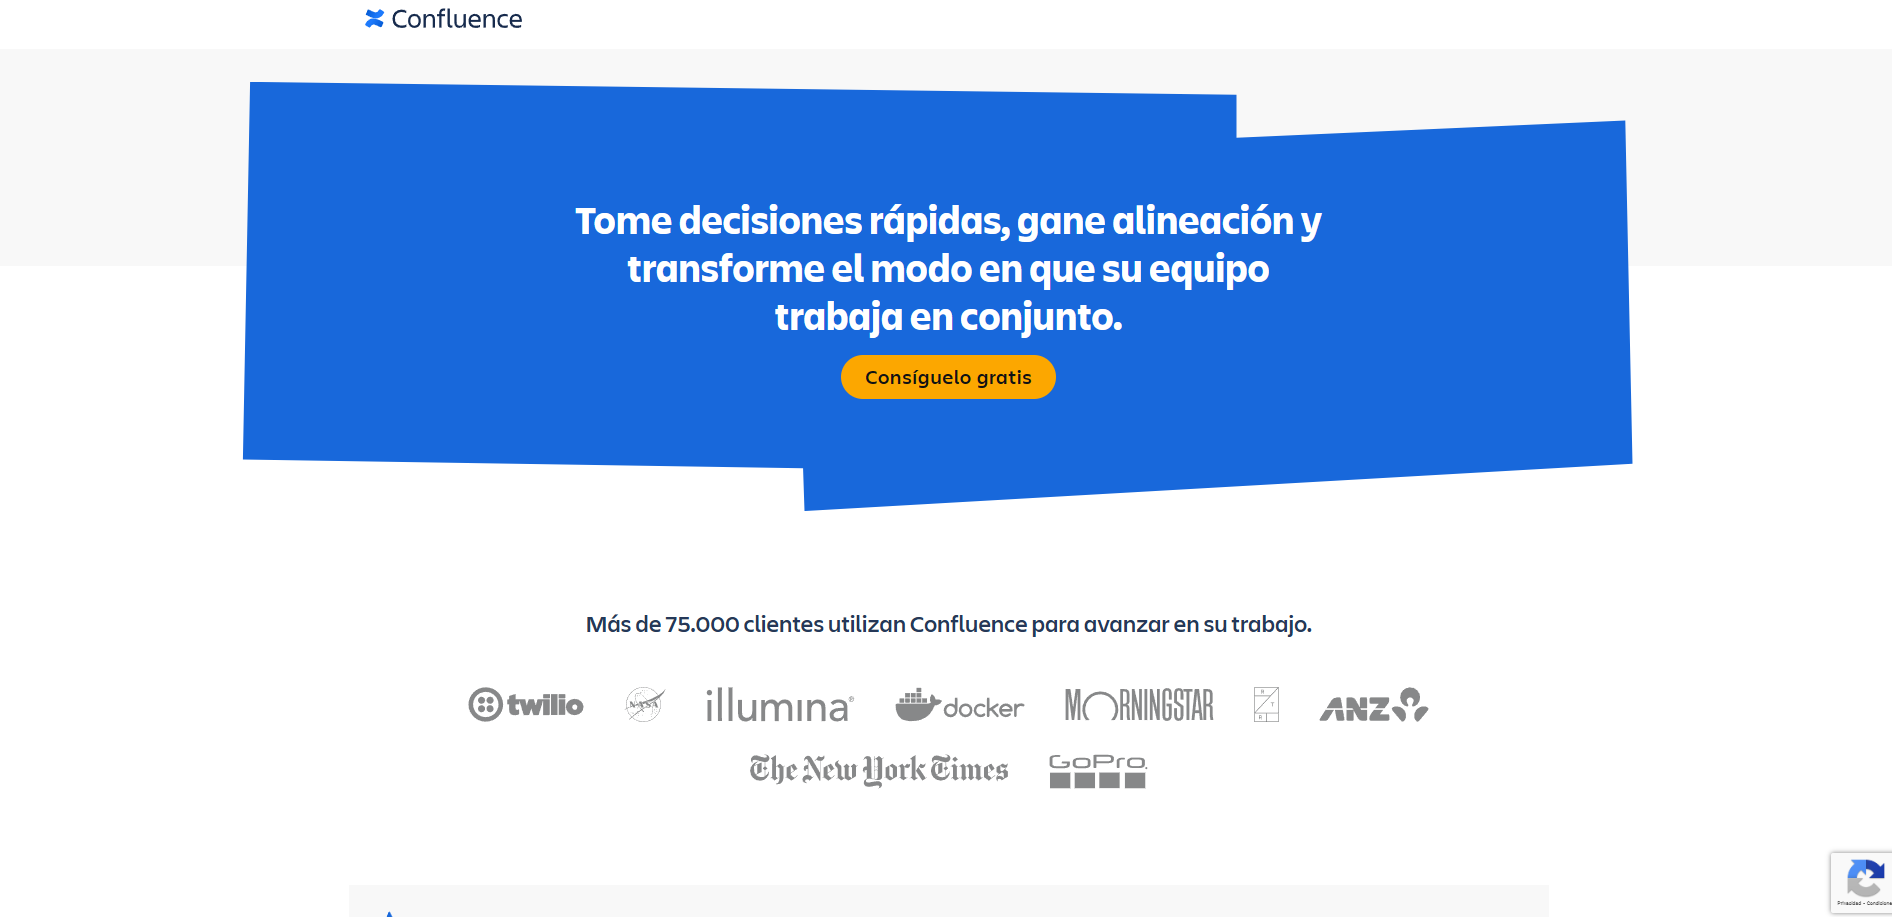 Confluence
Tome decisiones rápidas, gane alineación y
transforme el modo en que su equipo
trabaja en conjunto.
Consíguelo gratis
Más de 75.000 clientes utilizan Confluence para avanzar en su trabajo.
twilio NASA illumina® docker MORNINGSTAR A R T R ANZ
The New York Times GoPro.
Privacidad - Condiciones